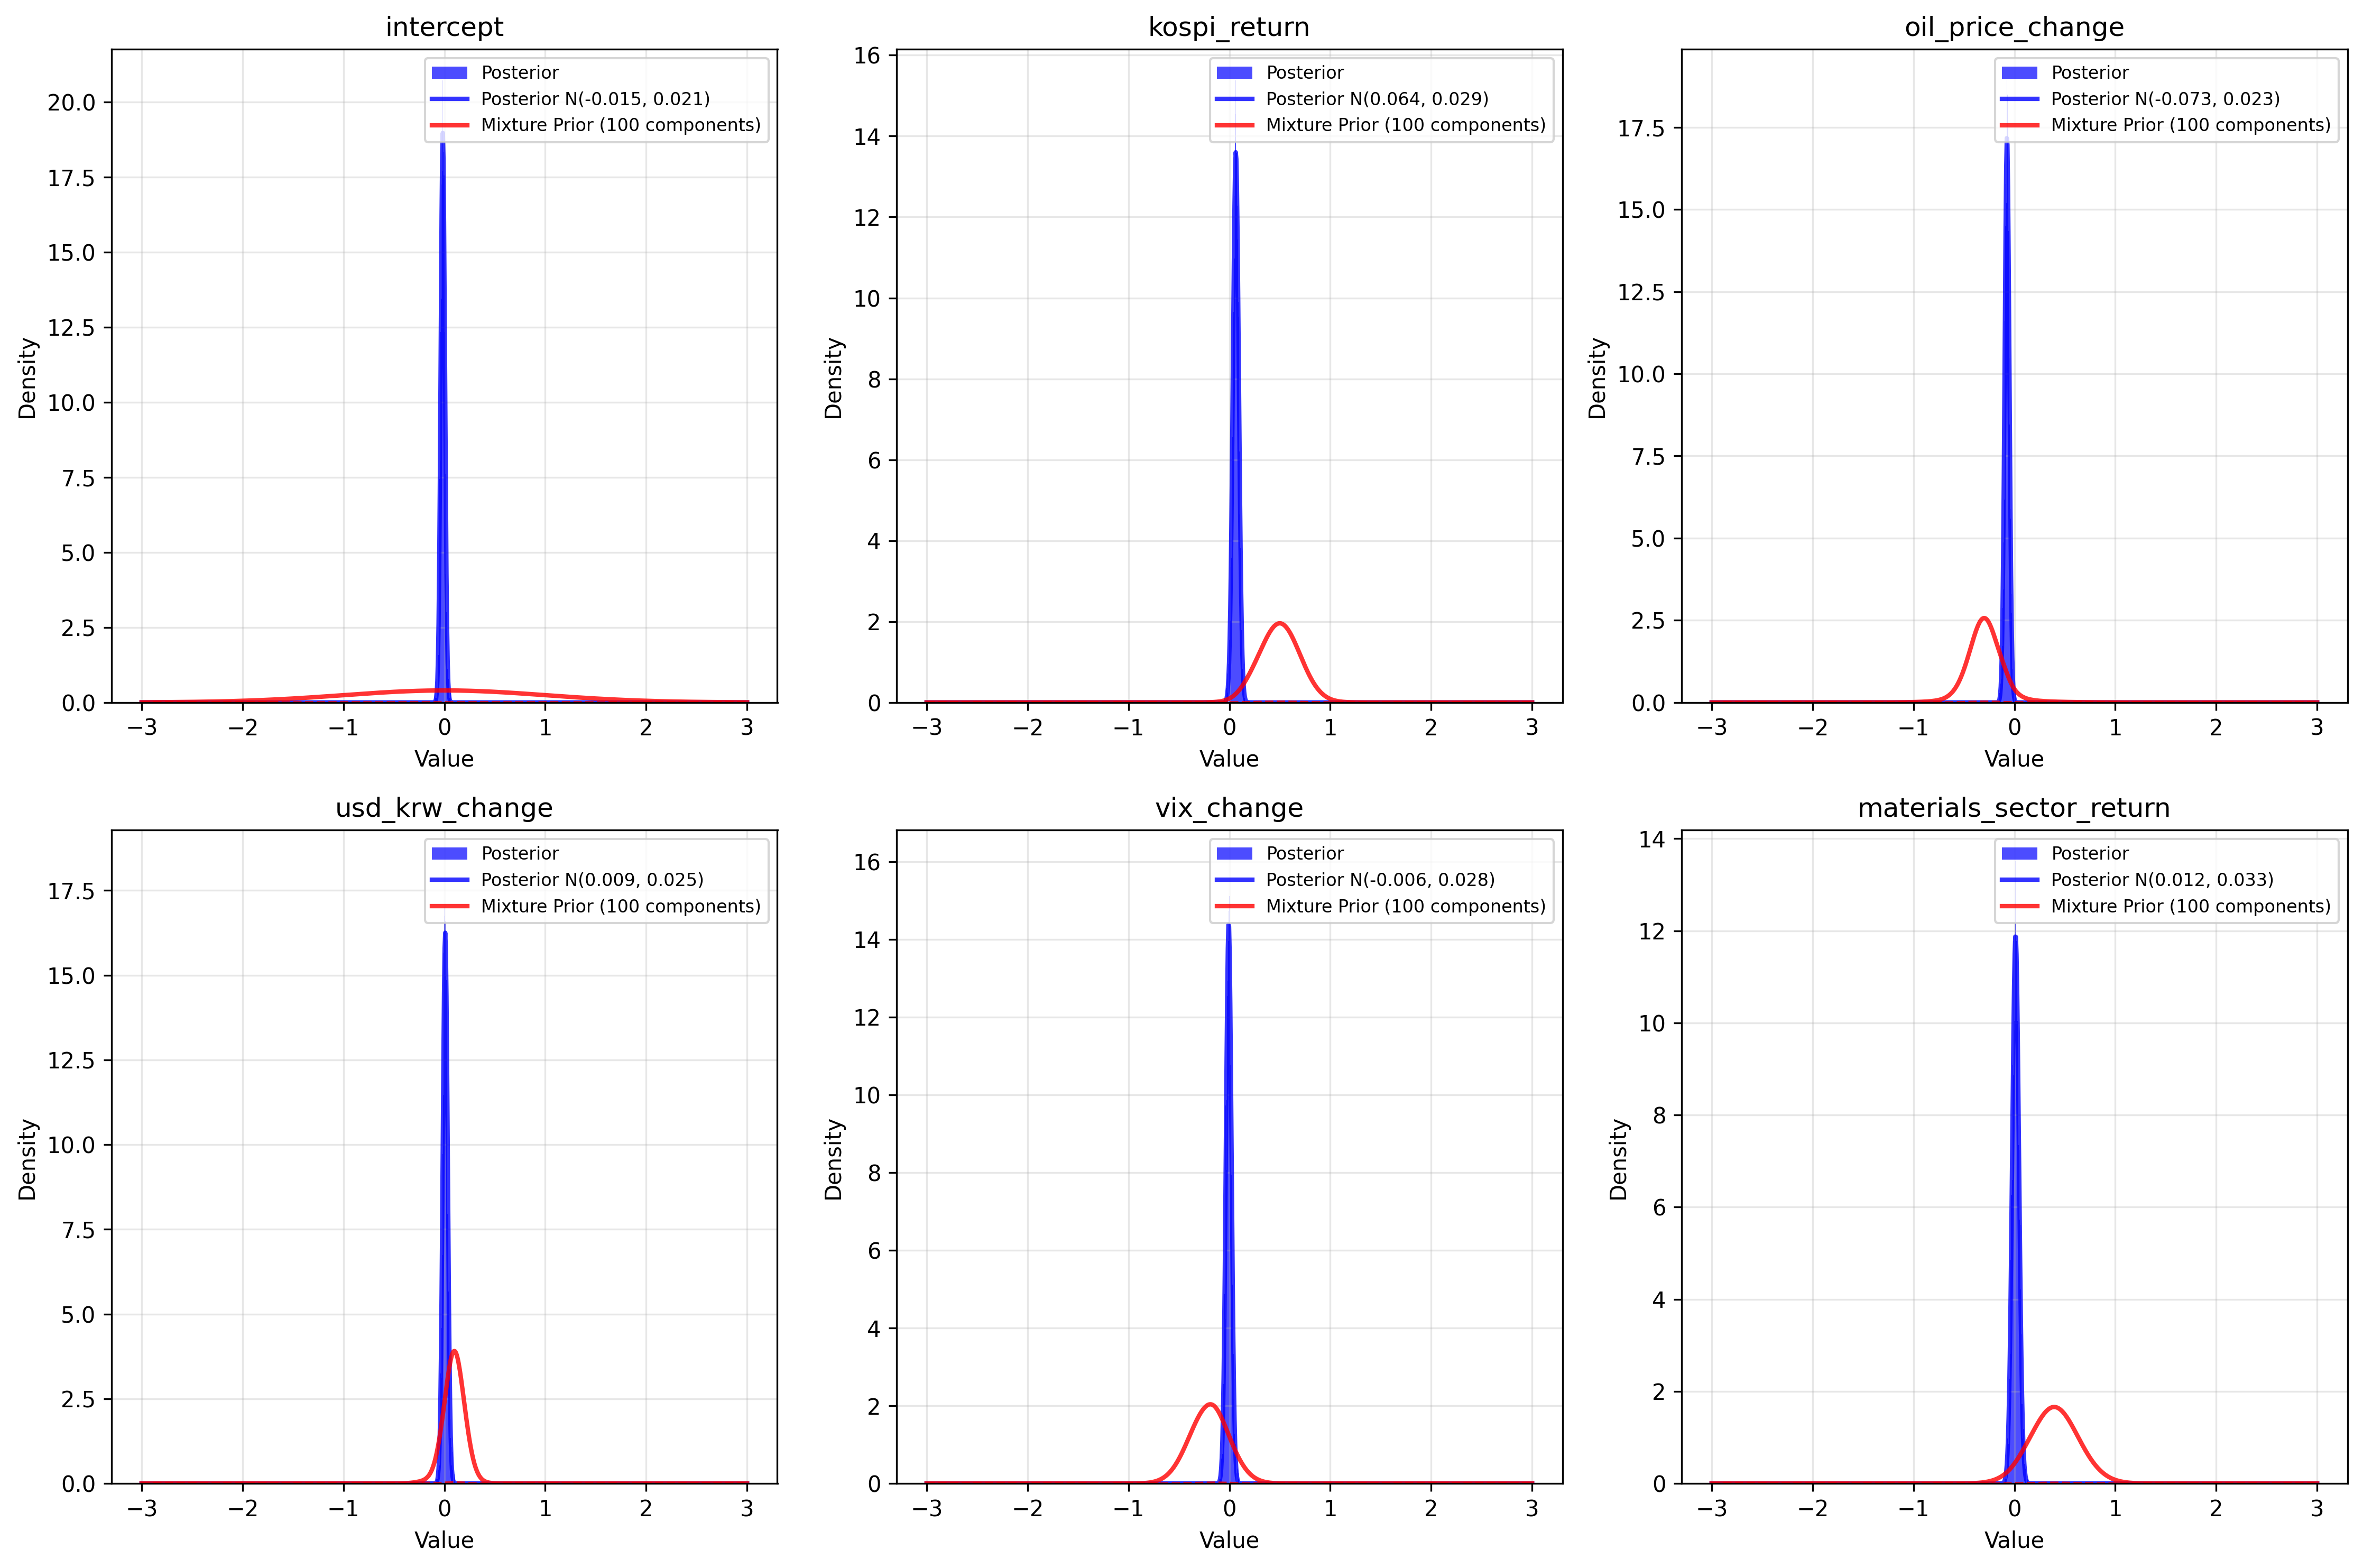 intercept
20.0
17.5
15.0
12.5
10.0
7.5
5.0
2.5
0.0
Density
Posterior
Posterior N(-0.015, 0.021)
Mixture Prior (100 components)
−3
−2
−1
0
1
2
3
Value
kospi_return
16
14
12
10
8
6
4
2
0
Density
Posterior
Posterior N(0.064, 0.029)
Mixture Prior (100 components)
−3
−2
−1
0
1
2
3
Value
oil_price_change
17.5
15.0
12.5
10.0
7.5
5.0
2.5
0.0
Density
Posterior
Posterior N(-0.073, 0.023)
Mixture Prior (100 components)
−3
−2
−1
0
1
2
3
Value
usd_krw_change
17.5
15.0
12.5
10.0
7.5
5.0
2.5
0.0
Density
Posterior
Posterior N(0.009, 0.025)
Mixture Prior (100 components)
−3
−2
−1
0
1
2
3
Value
vix_change
16
14
12
10
8
6
4
2
0
Density
Posterior
Posterior N(-0.006, 0.028)
Mixture Prior (100 components)
−3
−2
−1
0
1
2
3
Value
materials_sector_return
14
12
10
8
6
4
2
0
Density
Posterior
Posterior N(0.012, 0.033)
Mixture Prior (100 components)
−3
−2
−1
0
1
2
3
Value